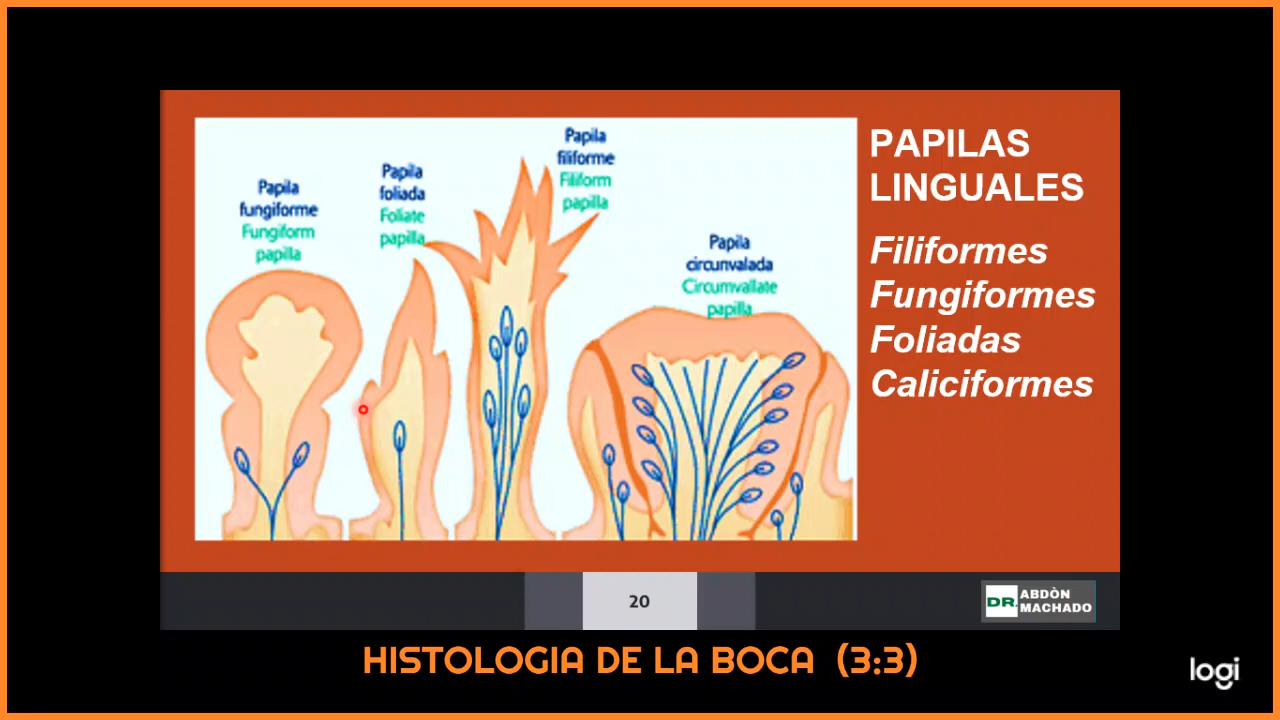 Papila
fungiforme
Fungiform
papilla
Papila
foliada
Foliate
papilla
Papila
filiforme
Filiform
papilla
Papila
circunvalada
Circumvallate
papilla
PAPILAS
LINGUALES
Filiformes
Fungiformes
Foliadas
Caliciformes
20
DR. ABDÒN
MACHADO
HISTOLOGIA DE LA BOCA (3:3)
logi